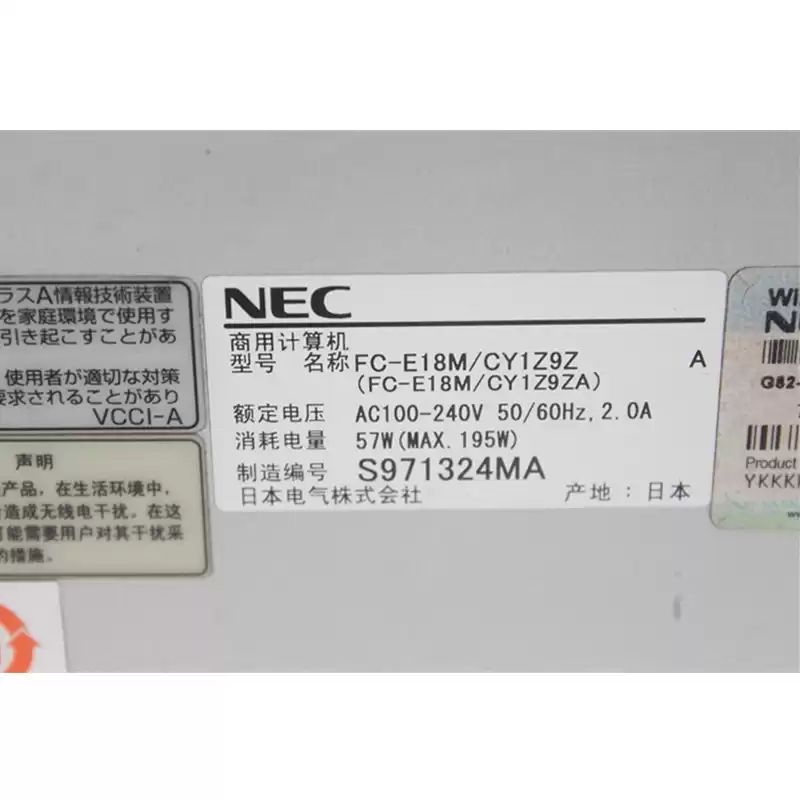 ラスA情報技術装置
を家庭環境で使用す
引き起こすことがあ
使用者が適切な対策
要求されることがあり
VCCI-A
声明
产品，在生活环境中，
造成无线电干扰。在这
可能需要用户对其干扰采
的措施。
NEC
商用计算机
型号 名称 FC-E18M/CY1Z9Z A
(FC-E18M/CY1Z9ZA)
额定电压 AC100-240V 50/60Hz, 2.0A
消耗电量 57W(MAX. 195W)
制造编号 S971324MA
日本电气株式会社 产地：日本
G82-
Product